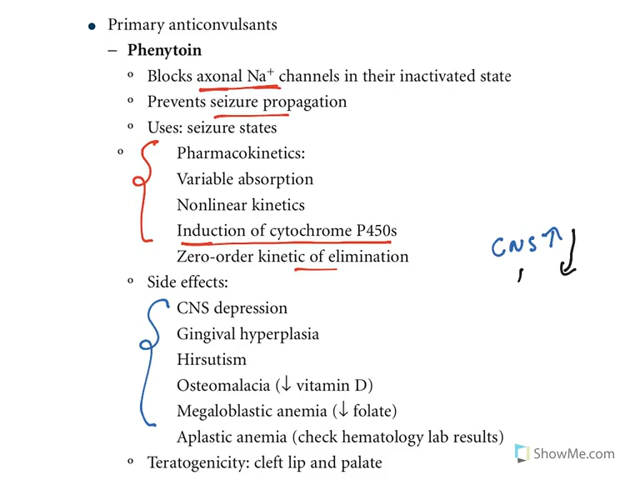 • Primary anticonvulsants
– Phenytoin
º Blocks axonal Na⁺ channels in their inactivated state
º Prevents seizure propagation
º Uses: seizure states
º Pharmacokinetics:
Variable absorption
Nonlinear kinetics
Induction of cytochrome P450s
Zero-order kinetic of elimination
CNS ↑ ↓
º Side effects:
CNS depression
Gingival hyperplasia
Hirsutism
Osteomalacia (↓ vitamin D)
Megaloblastic anemia (↓ folate)
Aplastic anemia (check hematology lab results)
ShowMe.com
º Teratogenicity: cleft lip and palate